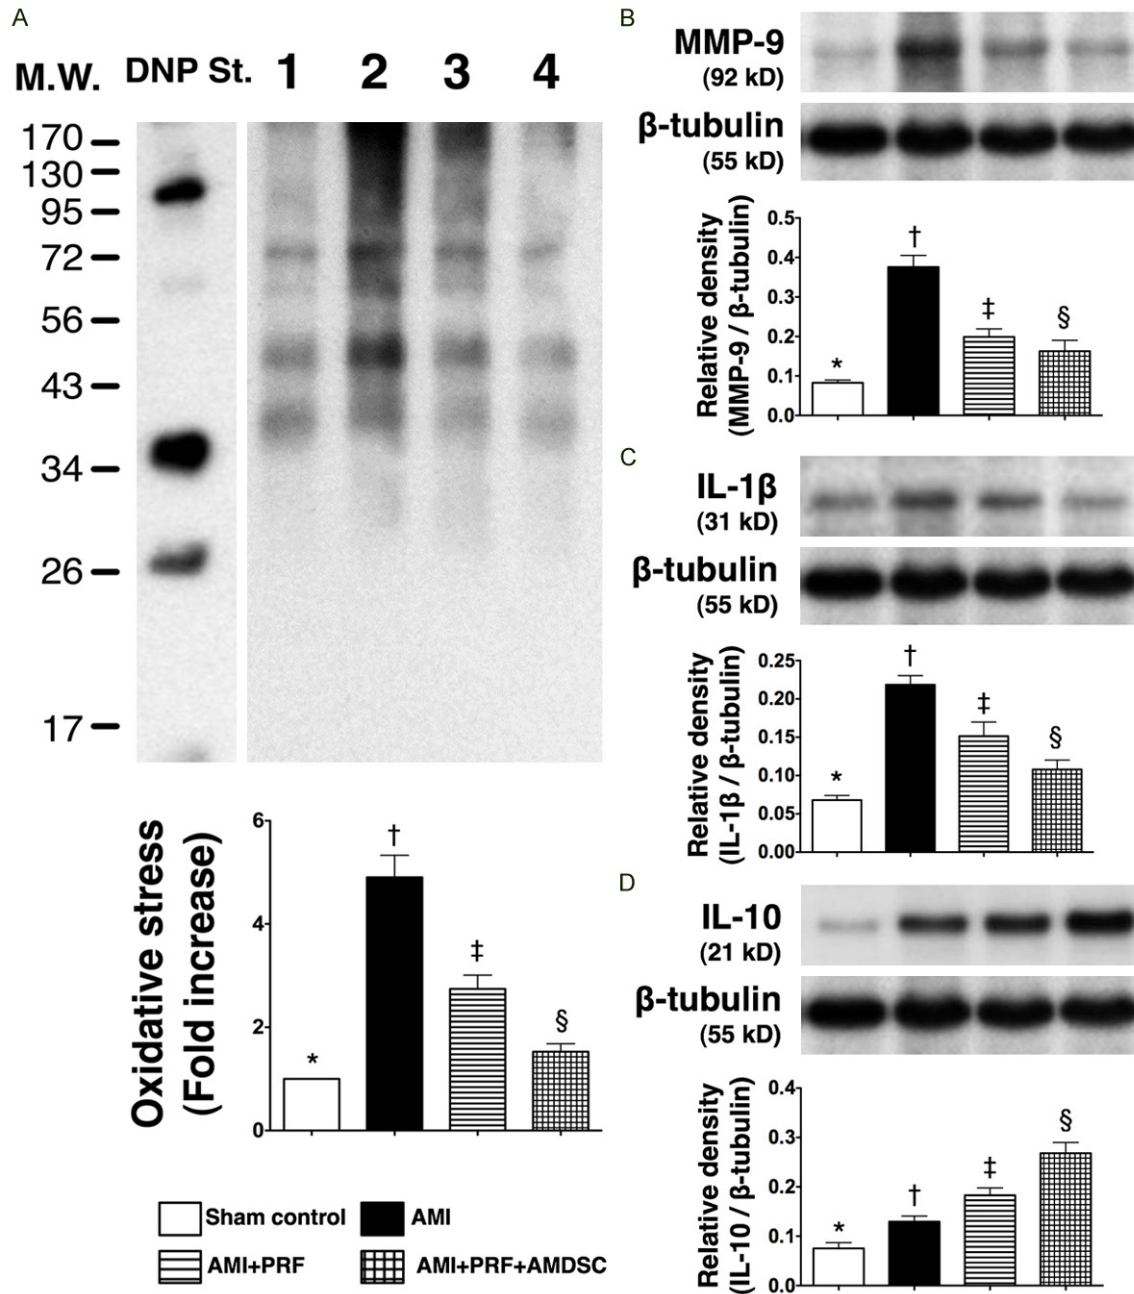 A
M.W. DNP St. 1 2 3 4
170
130
95
72
56
43
34
26
17
Oxidative stress
(Fold increase)
6
4
2
0
*
†
‡
§
Sham control
AMI
AMI+PRF
AMI+PRF+AMDSC
B
MMP-9
(92 kD)
β-tubulin
(55 kD)
Relative density
(MMP-9 / β-tubulin)
0.5
0.4
0.3
0.2
0.1
0.0
*
†
‡
§
C
IL-1β
(31 kD)
β-tubulin
(55 kD)
Relative density
(IL-1β / β-tubulin)
0.25
0.20
0.15
0.10
0.05
0.00
*
†
‡
§
D
IL-10
(21 kD)
β-tubulin
(55 kD)
Relative density
(IL-10 / β-tubulin)
0.4
0.3
0.2
0.1
0.0
*
†
‡
§